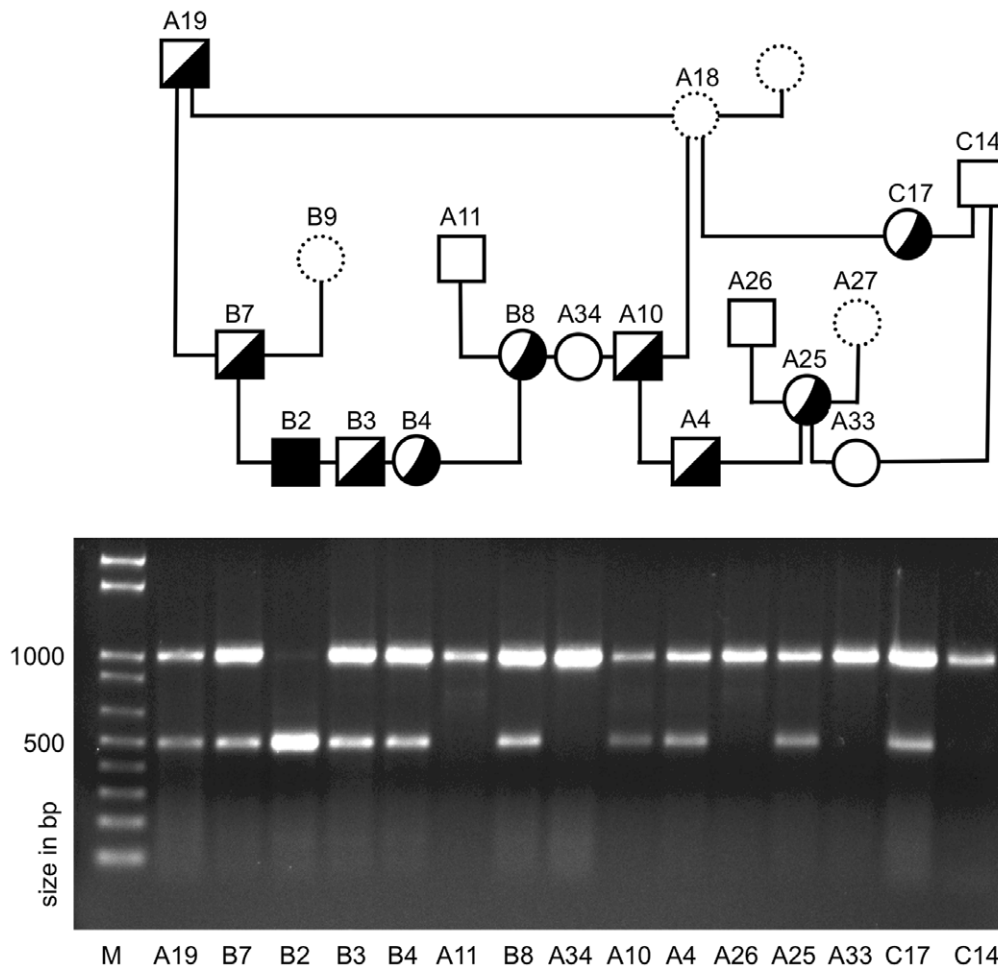 A19
A18
C14
C17
B9
A11
A26
A27
B7
B8
A34
A10
A25
B2
B3
B4
A4
A33
1000
500
size in bp
M A19 B7 B2 B3 B4 A11 B8 A34 A10 A4 A26 A25 A33 C17 C14